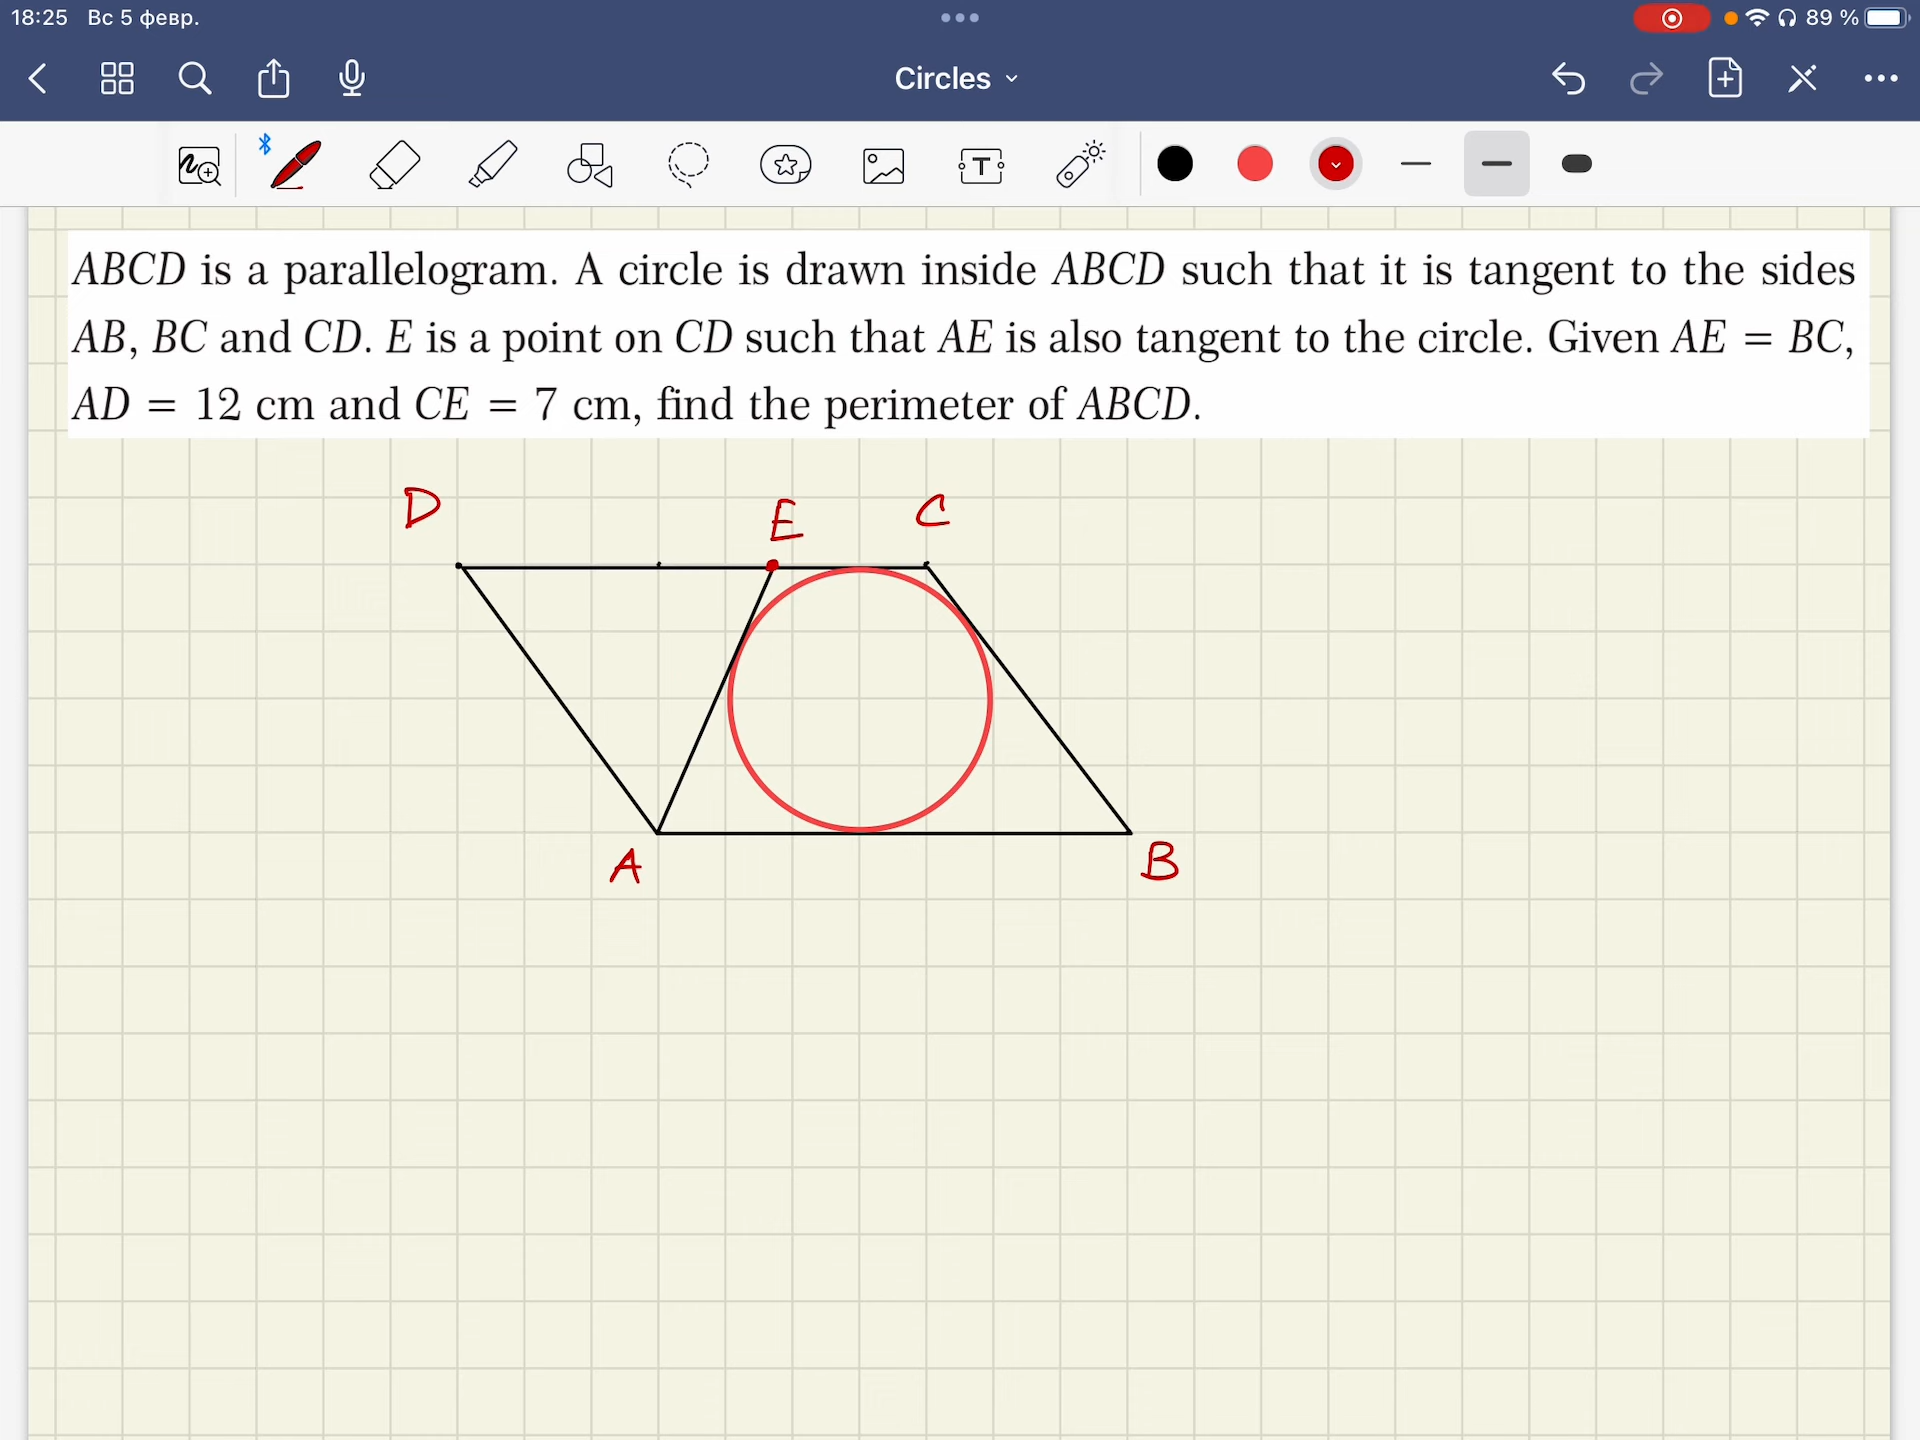 18:25 Вс 5 февр.
89 %
Circles
T
ABCD is a parallelogram. A circle is drawn inside ABCD such that it is tangent to the sides
AB, BC and CD. E is a point on CD such that AE is also tangent to the circle. Given AE = BC,
AD = 12 cm and CE = 7 cm, find the perimeter of ABCD.
D E C
A B